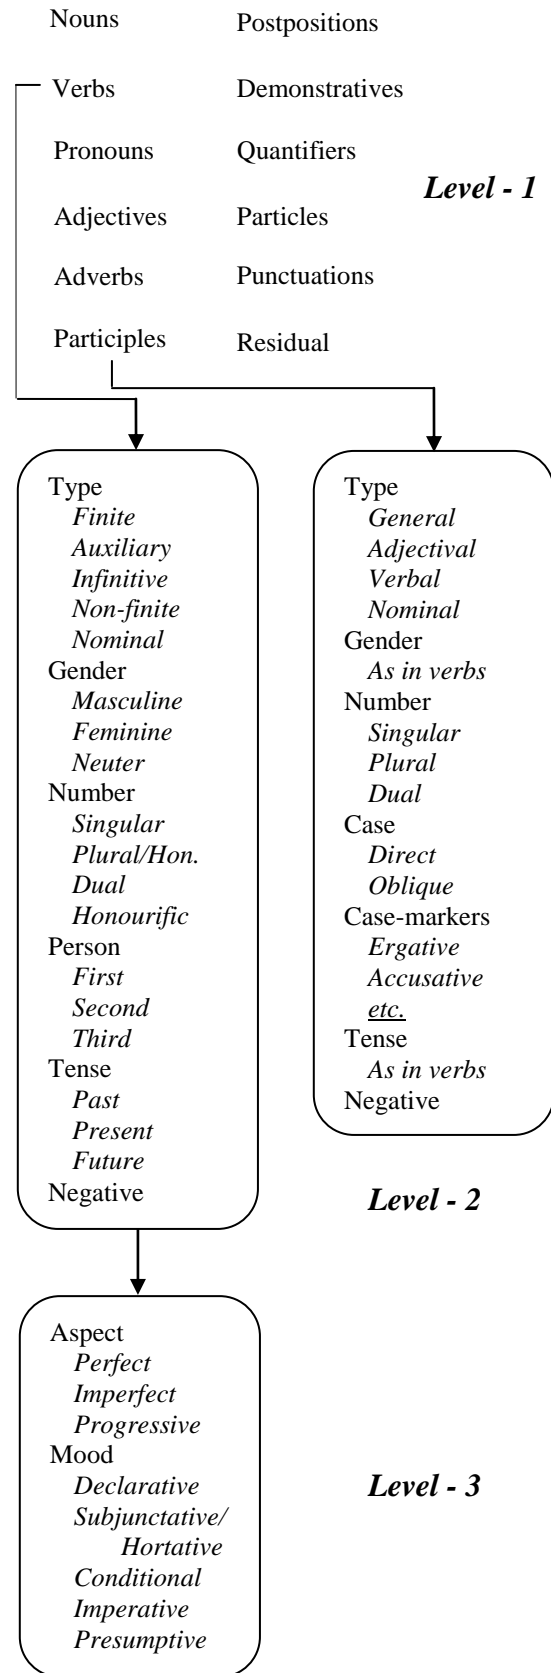 Nouns Postpositions
Verbs Demonstratives
Pronouns Quantifiers
Level - 1
Adjectives Particles
Adverbs Punctuations
Participles Residual
Type
Finite
Auxiliary
Infinitive
Non-finite
Nominal
Gender
Masculine
Feminine
Neuter
Number
Singular
Plural/Hon.
Dual
Honourific
Person
First
Second
Third
Tense
Past
Present
Future
Negative
Type
General
Adjectival
Verbal
Nominal
Gender
As in verbs
Number
Singular
Plural
Dual
Case
Direct
Oblique
Case-markers
Ergative
Accusative
etc.
Tense
As in verbs
Negative
Level - 2
Aspect
Perfect
Imperfect
Progressive
Mood
Declarative
Subjunctative/
Hortative
Conditional
Imperative
Presumptive
Level - 3